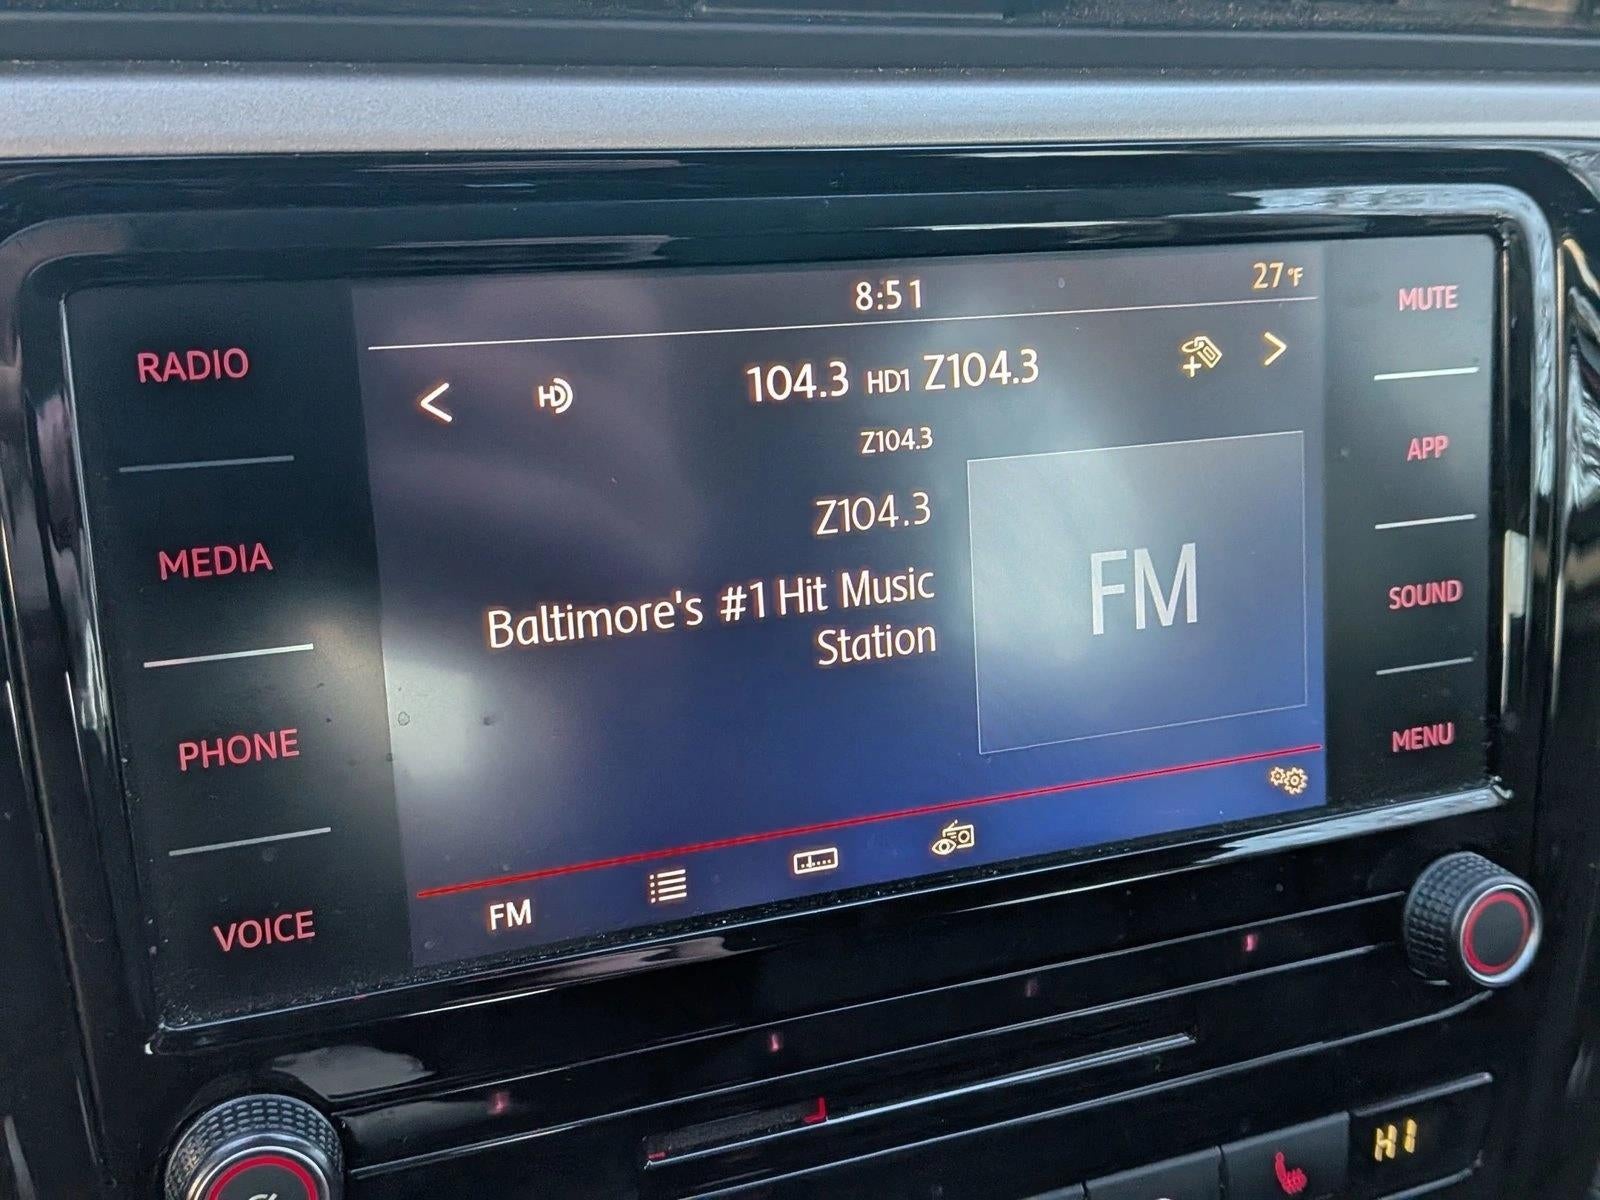 8:51
27°F
RADIO
MUTE
HD
104.3 HD1 Z104.3
Z104.3
APP
MEDIA
Z104.3
Baltimore's #1 Hit Music
Station
FM
SOUND
PHONE
MENU
VOICE
FM
HI